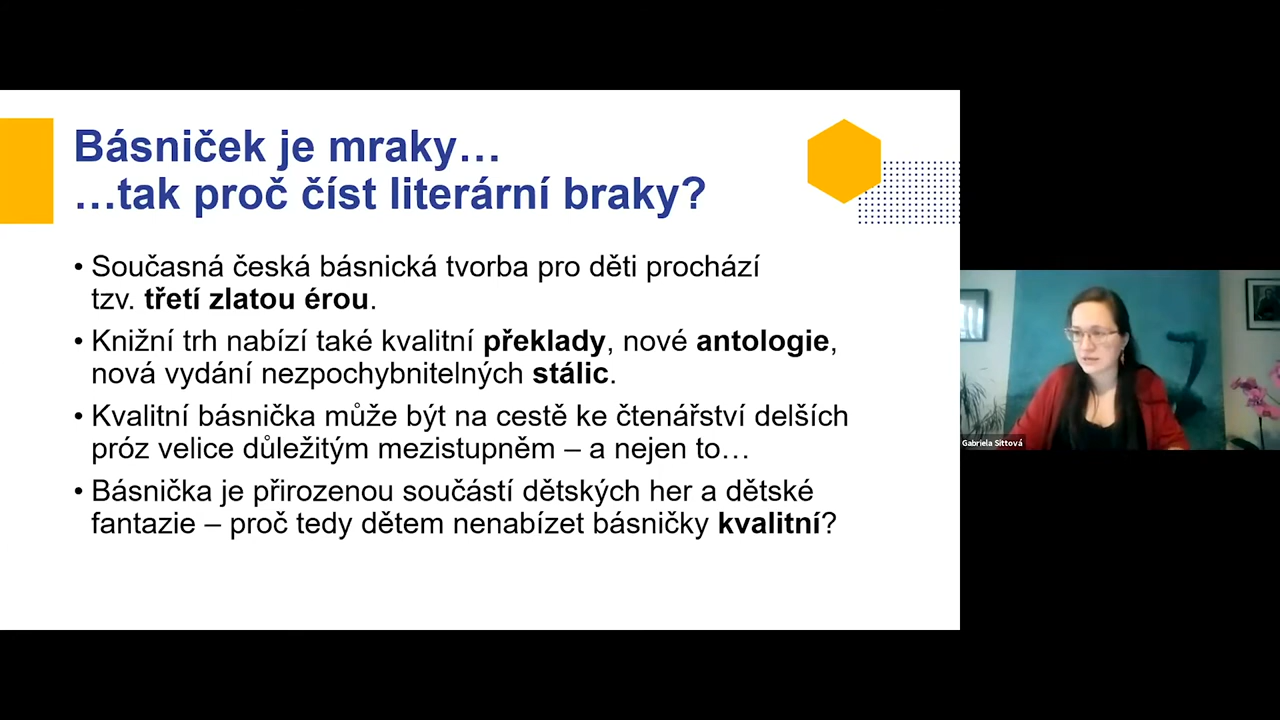 Básniček je mraky…
…tak proč číst literární braky?
• Současná česká básnická tvorba pro děti prochází
tzv. třetí zlatou érou.
• Knižní trh nabízí také kvalitní překlady, nové antologie,
nová vydání nezpochybnitelných stálic.
• Kvalitní básnička může být na cestě ke čtenářství delších
próz velice důležitým mezistupněm – a nejen to…
• Básnička je přirozenou součástí dětských her a dětské
fantazie – proč tedy dětem nenabízet básničky kvalitní?
Gabriela Sittová